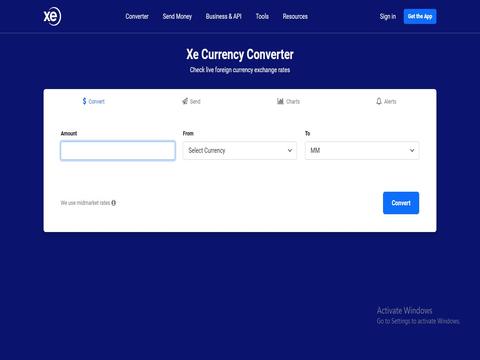 xe
Converter Send Money Business & API Tools Resources Sign in Get the App
Xe Currency Converter
Check live foreign currency exchange rates
Convert Send Charts Alerts
Amount From To
Select Currency MM
We use midmarket rates
Convert
Activate Windows
Go to Settings to activate Windows.